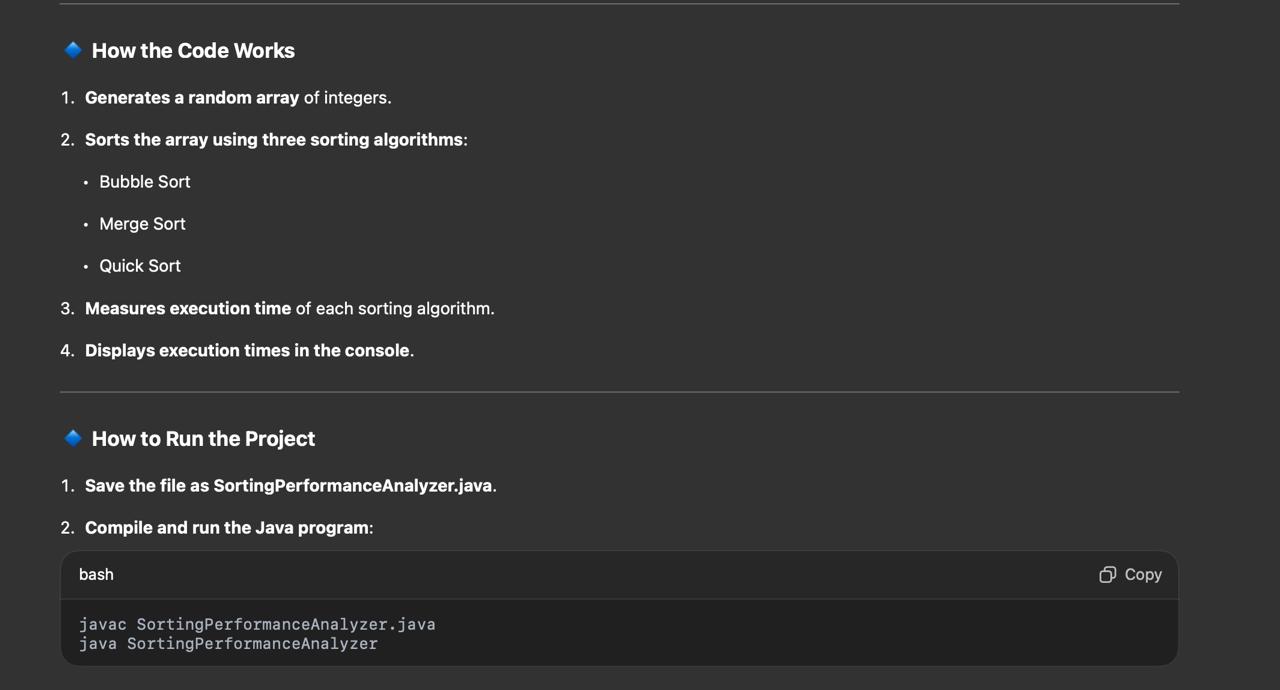 How the Code Works
1. Generates a random array of integers.
2. Sorts the array using three sorting algorithms:
• Bubble Sort
• Merge Sort
• Quick Sort
3. Measures execution time of each sorting algorithm.
4. Displays execution times in the console.
How to Run the Project
1. Save the file as SortingPerformanceAnalyzer.java.
2. Compile and run the Java program:
bash Copy
javac SortingPerformanceAnalyzer.java
java SortingPerformanceAnalyzer